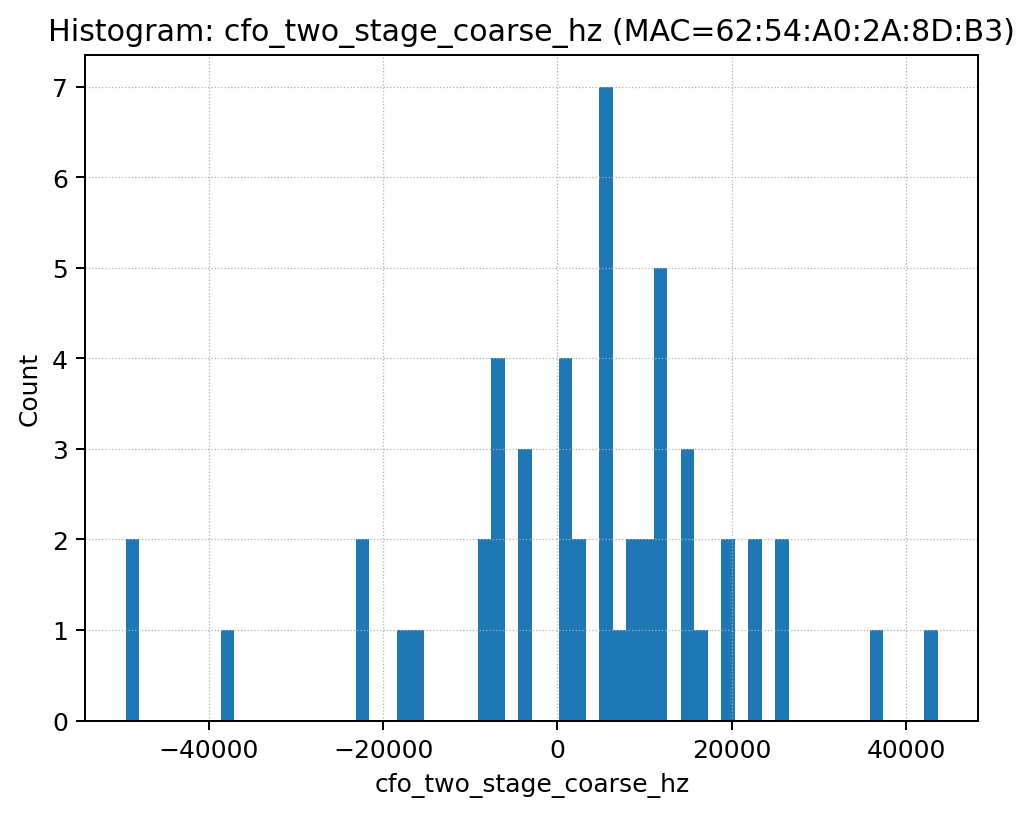 Histogram: cfo_two_stage_coarse_hz (MAC=62:54:A0:2A:8D:B3)
7
6
5
4
3
2
1
0
Count
−40000 −20000 0 20000 40000
cfo_two_stage_coarse_hz